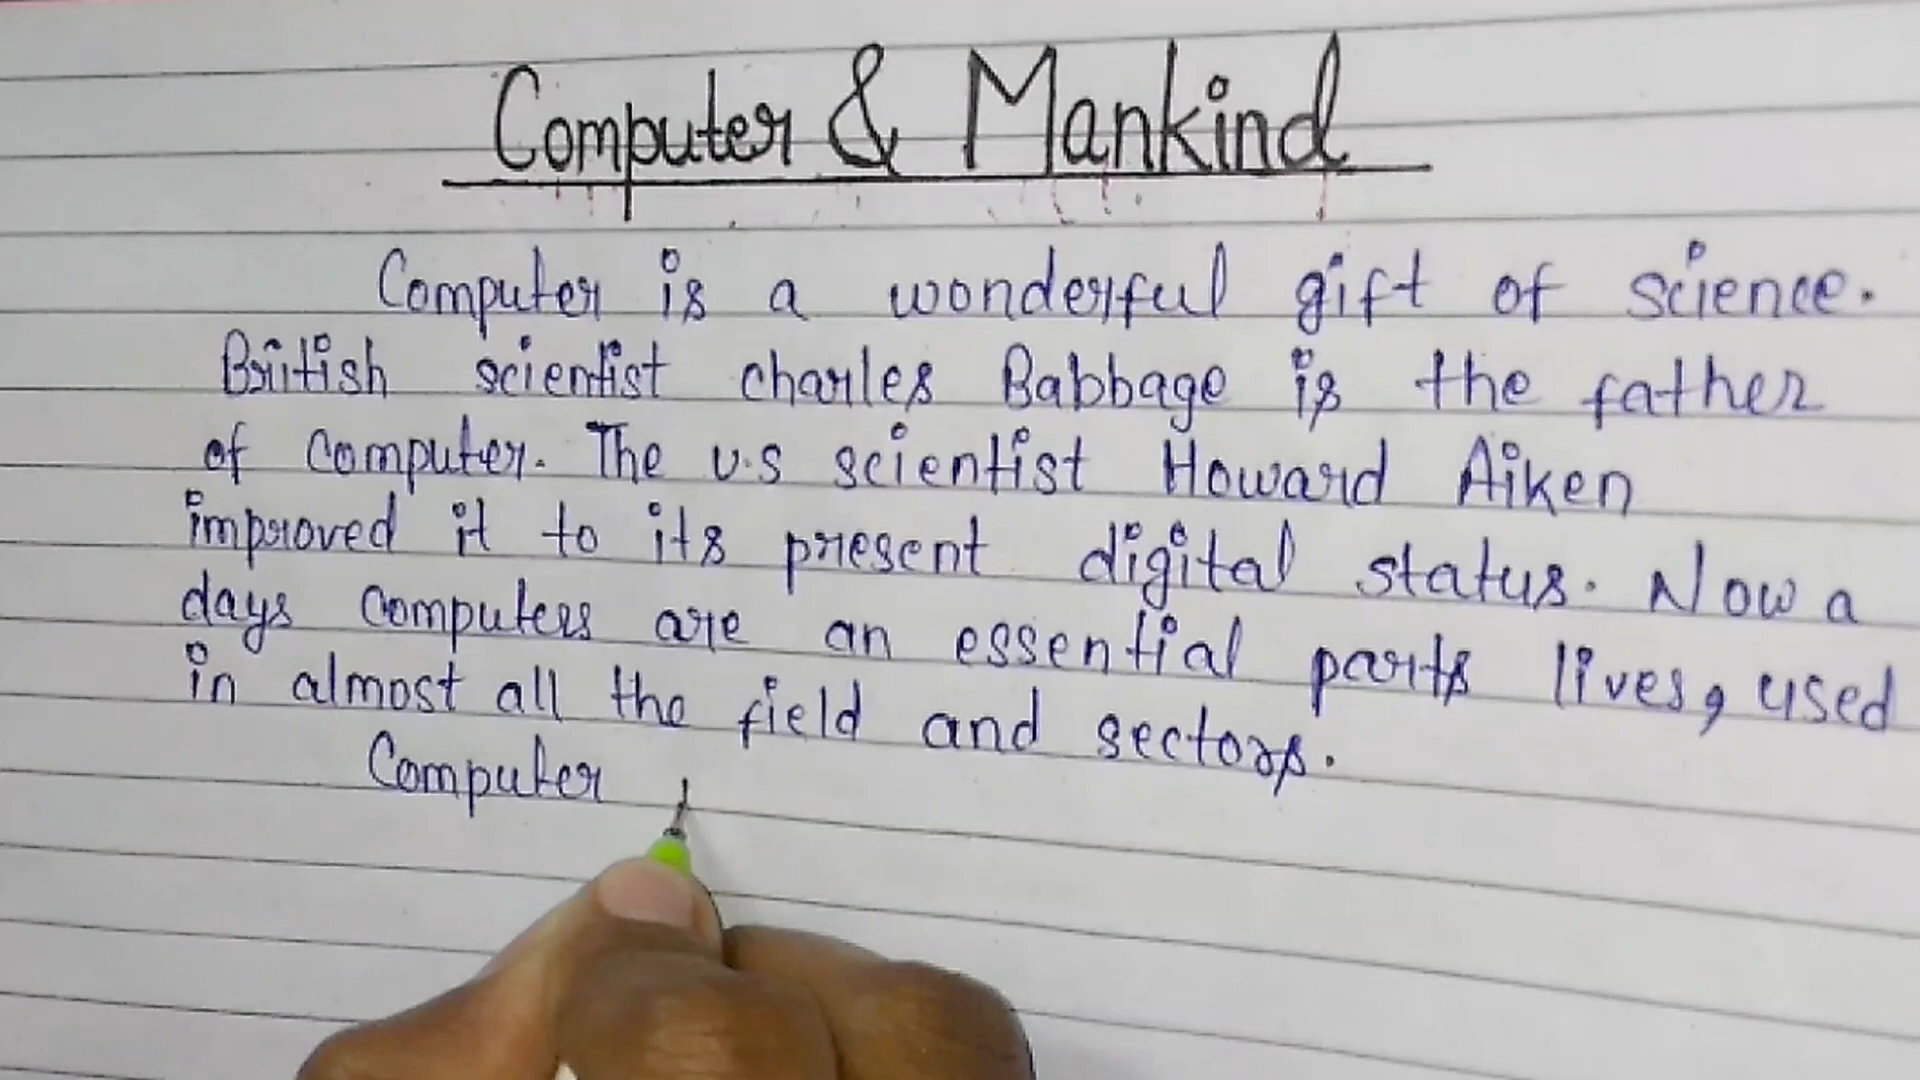 Computer & Mankind
Computer is a wonderful gift of science.
British scientist charles Babbage is the father
of computer. The U.S scientist Howard Aiken
improved it to its present digital status. Now a
days computers are an essential parts lives, used
in almost all the field and sectors.
Computer